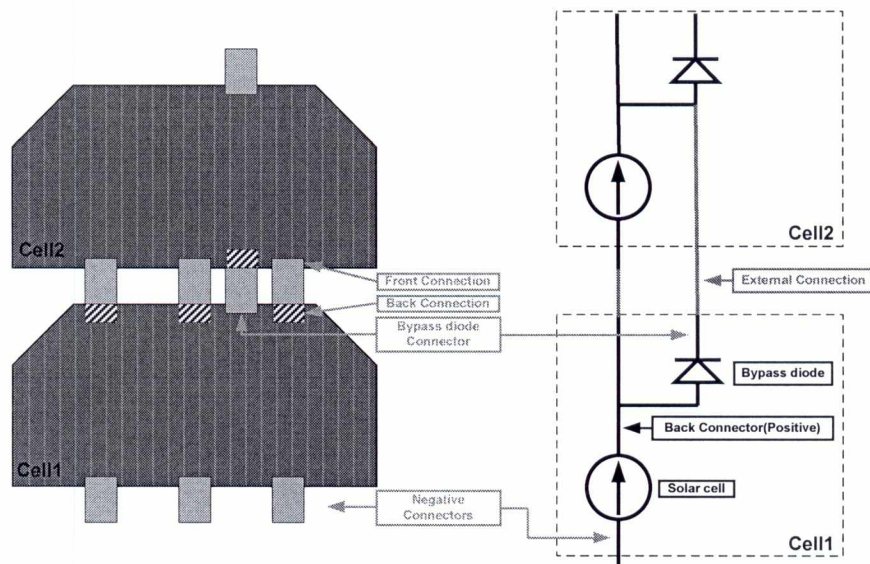 Cell2
Front Connection
Back Connection
Bypass diode
Connector
Cell1
Negative
Connectors
Cell2
External Connection
Bypass diode
Back Connector(Positive)
Solar cell
Cell1